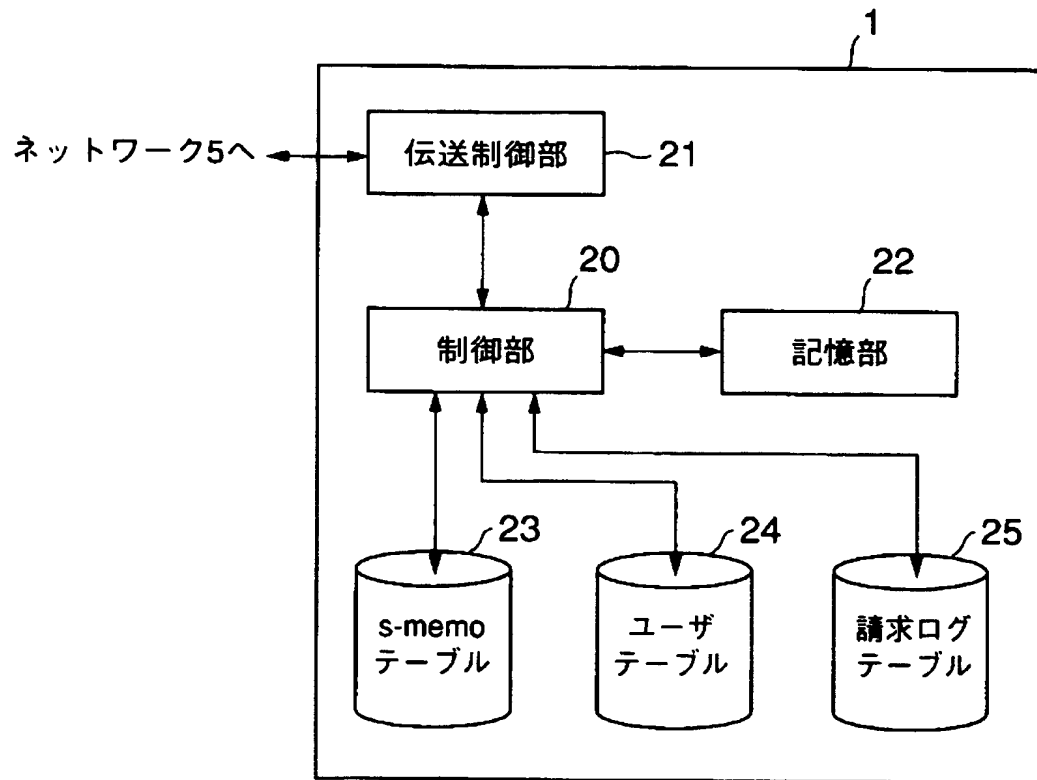 1
ネットワーク5へ
伝送制御部
21
20
22
制御部
記憶部
23
24
25
s-memo
テーブル
ユーザ
テーブル
請求ログ
テーブル